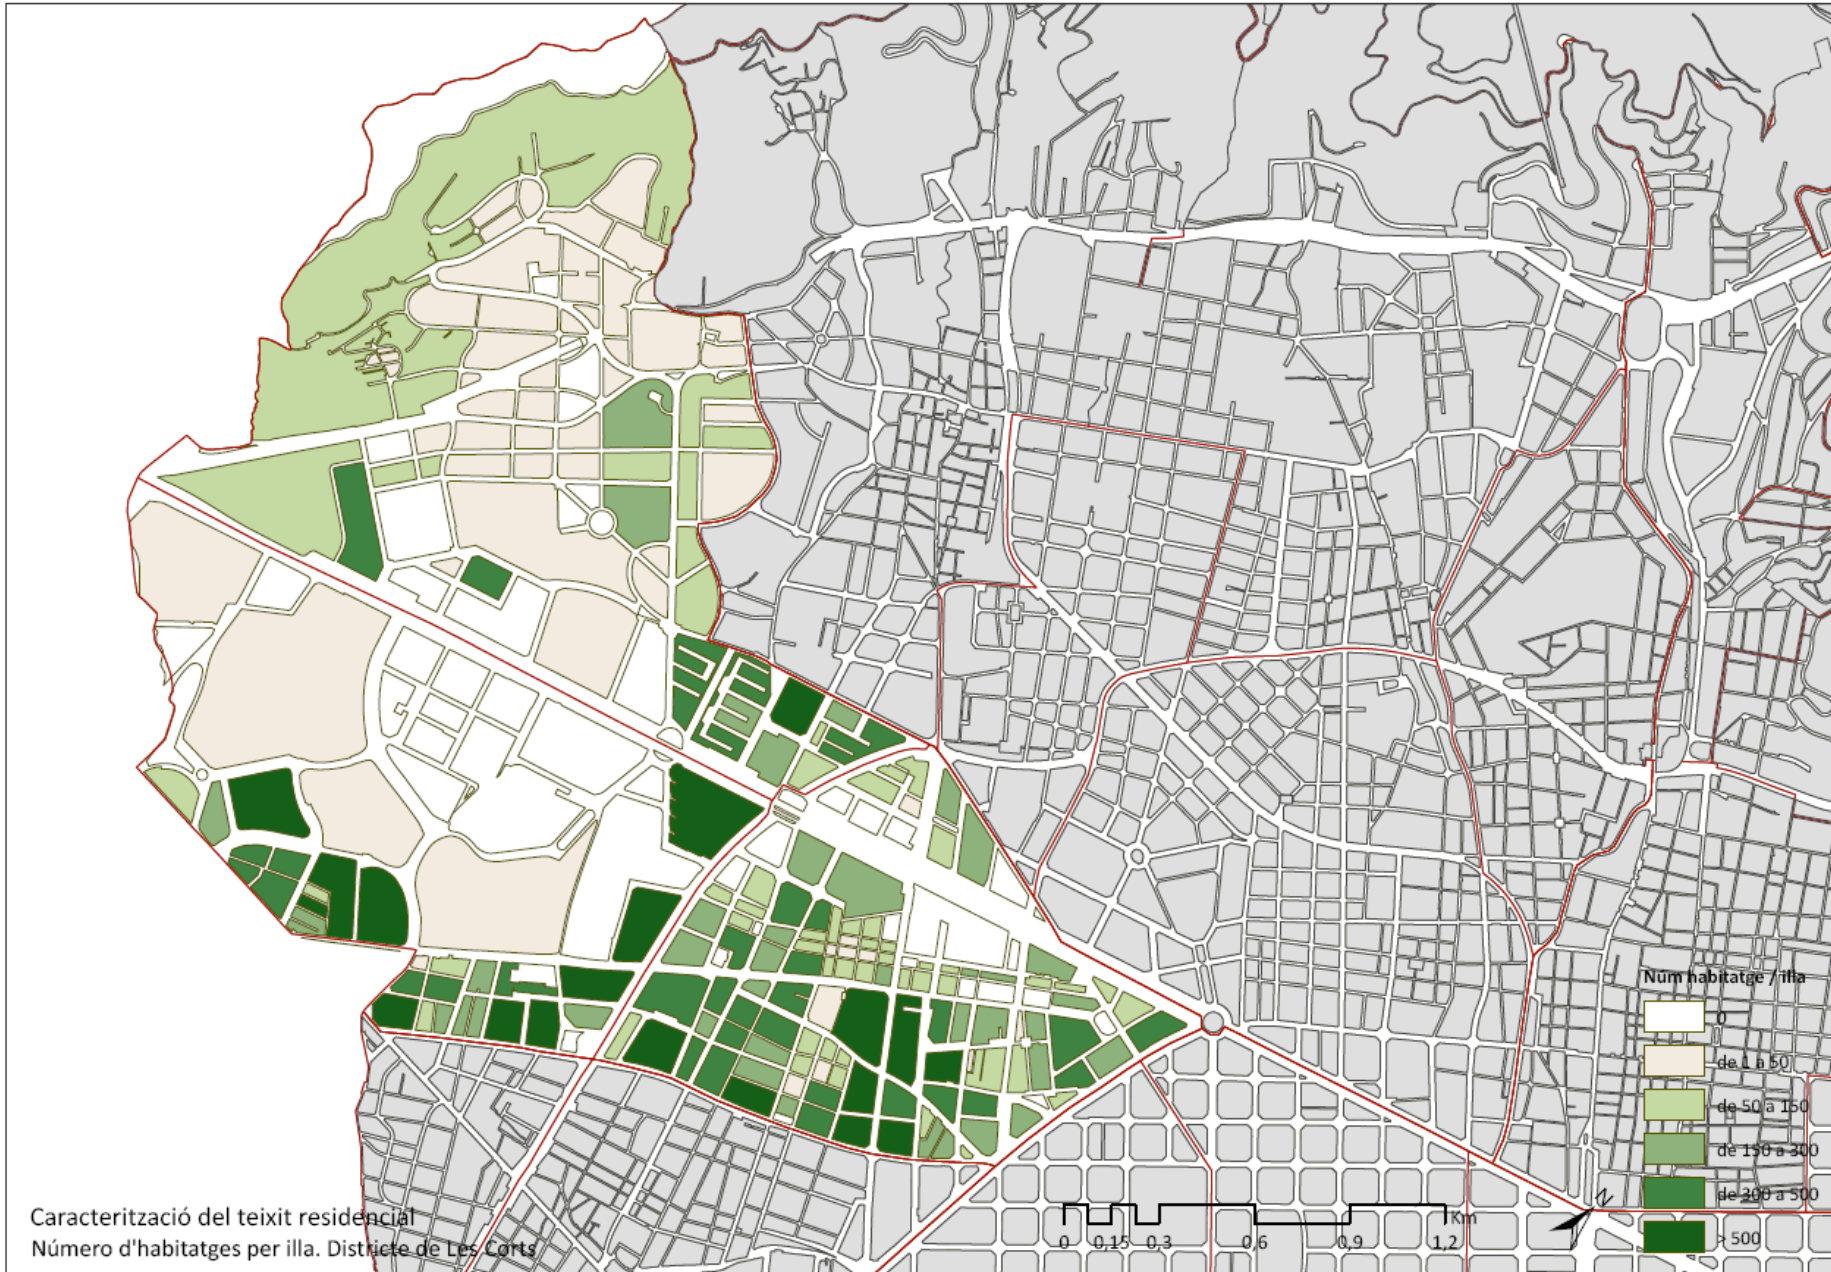 Núm habitatge / illa
0
de 1 a 50
de 50 a 150
de 150 a 300
de 300 a 500
> 500
N
Km
0 0,15 0,3 0,6 0,9 1,2
Caracterització del teixit residencial
Número d'habitatges per illa. Districte de Les Corts